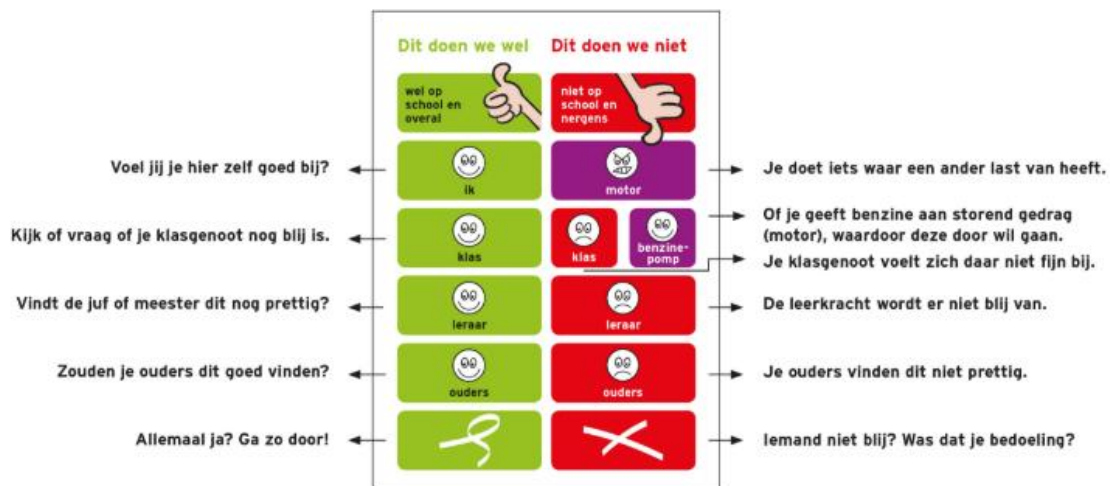 Dit doen we wel
Dit doen we niet
wel op
school en
overal
niet op
school en
nergens
Voel jij je hier zelf goed bij?
ik
motor
Je doet iets waar een ander last van heeft.
Kijk of vraag of je klasgenoot nog blij is.
klas
klas
benzine-
pomp
Of je geeft benzine aan storend gedrag
(motor), waardoor deze door wil gaan.
Je klasgenoot voelt zich daar niet fijn bij.
Vindt de juf of meester dit nog prettig?
leraar
leraar
De leerkracht wordt er niet blij van.
Zouden je ouders dit goed vinden?
ouders
ouders
Je ouders vinden dit niet prettig.
Allemaal ja? Ga zo door!
Iemand niet blij? Was dat je bedoeling?